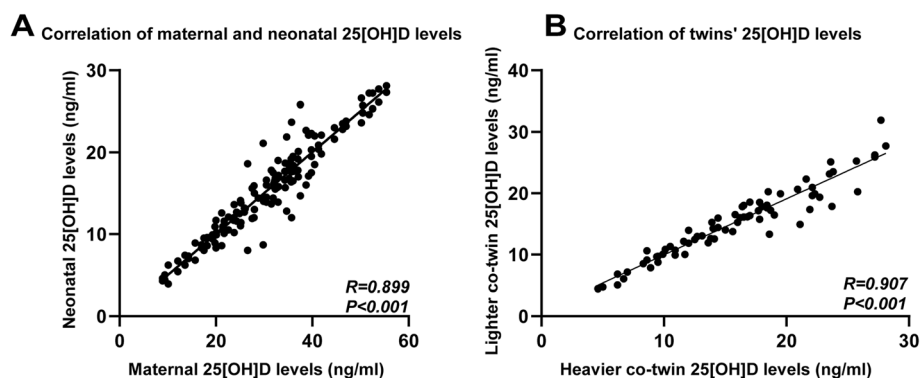 A Correlation of maternal and neonatal 25[OH]D levels
Neonatal 25[OH]D levels (ng/ml)
30
20
10
0
R=0.899
P<0.001
0 20 40 60
Maternal 25[OH]D levels (ng/ml)
B Correlation of twins' 25[OH]D levels
Lighter co-twin 25[OH]D levels (ng/ml)
40
30
20
10
0
R=0.907
P<0.001
0 10 20 30
Heavier co-twin 25[OH]D levels (ng/ml)